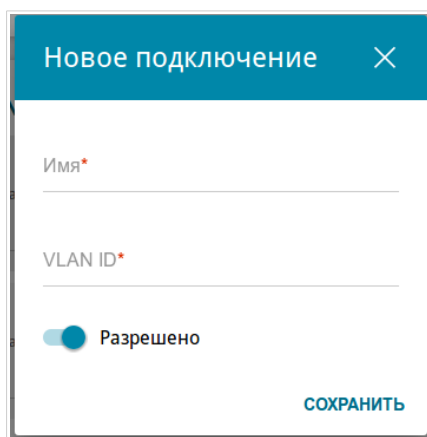 Новое подключение
Имя*
VLAN ID*
Разрешено
СОХРАНИТЬ